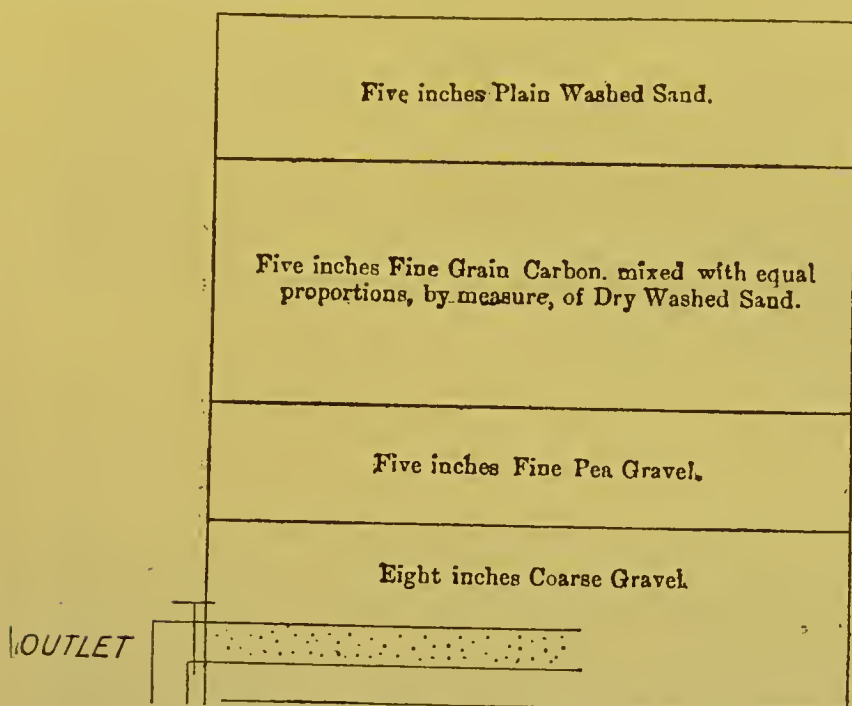 Five inches Plain Washed Sand.
Five inches Fine Grain Carbon. mixed with equal
proportions, by measure, of Dry Washed Sand.
Five inches Fine Pea Gravel.
Eight inches Coarse Gravel
OUTLET